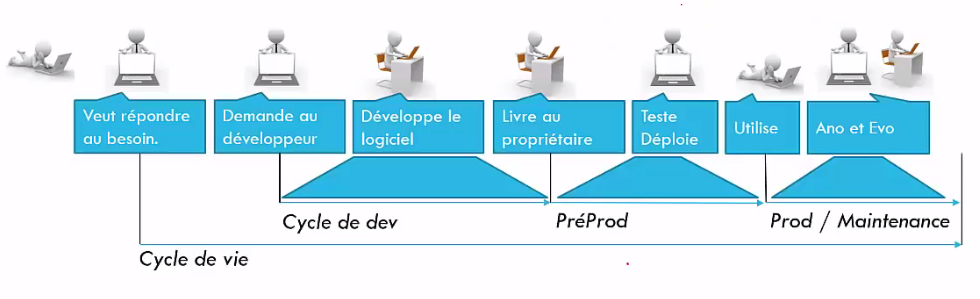 Veut répondre
au besoin.
Demande au
développeur
Développe le
logiciel
Livre au
propriétaire
Teste
Déploie
Utilise
Ano et Evo
Cycle de dev
PréProd
Prod / Maintenance
Cycle de vie